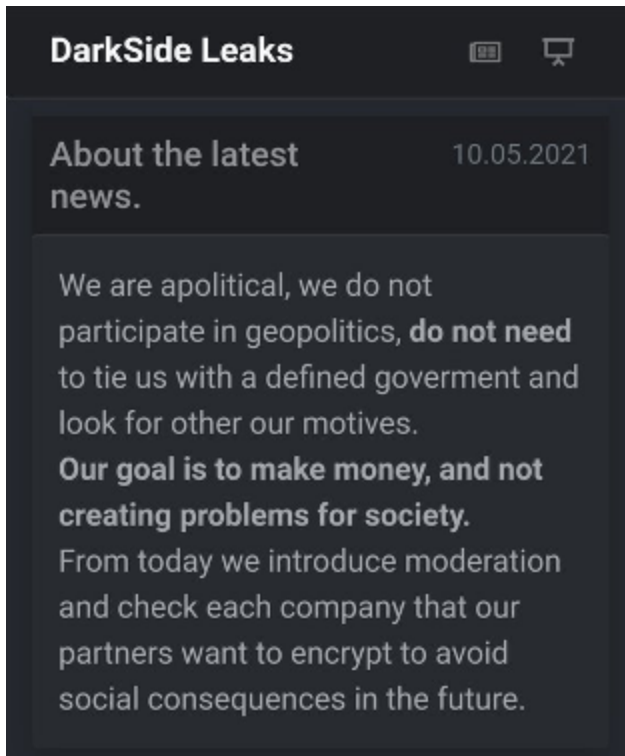 DarkSide Leaks
About the latest
news.
10.05.2021
We are apolitical, we do not
participate in geopolitics, do not need
to tie us with a defined goverment and
look for other our motives.
Our goal is to make money, and not
creating problems for society.
From today we introduce moderation
and check each company that our
partners want to encrypt to avoid
social consequences in the future.